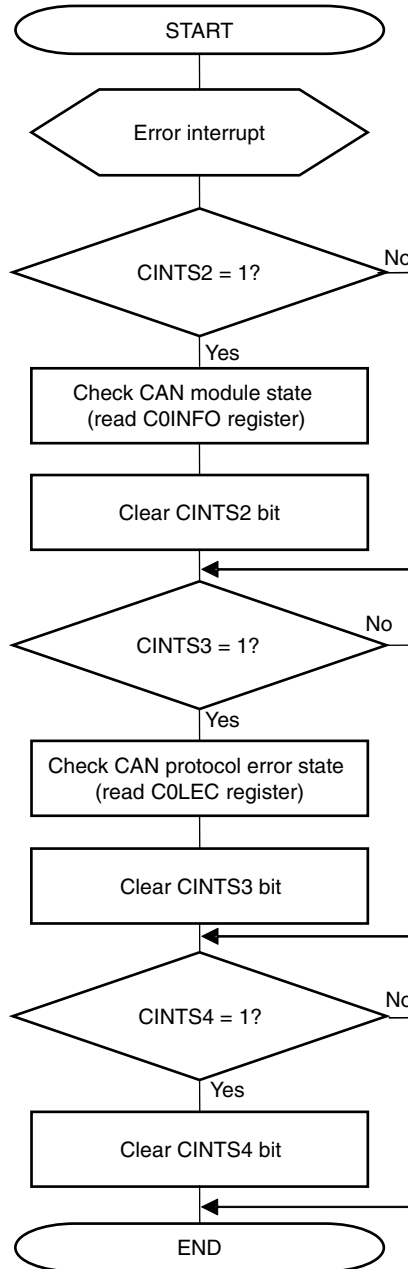 START
Error interrupt
CINTS2 = 1?
No
Yes
Check CAN module state
(read C0INFO register)
Clear CINTS2 bit
CINTS3 = 1?
No
Yes
Check CAN protocol error state
(read C0LEC register)
Clear CINTS3 bit
CINTS4 = 1?
No
Yes
Clear CINTS4 bit
END